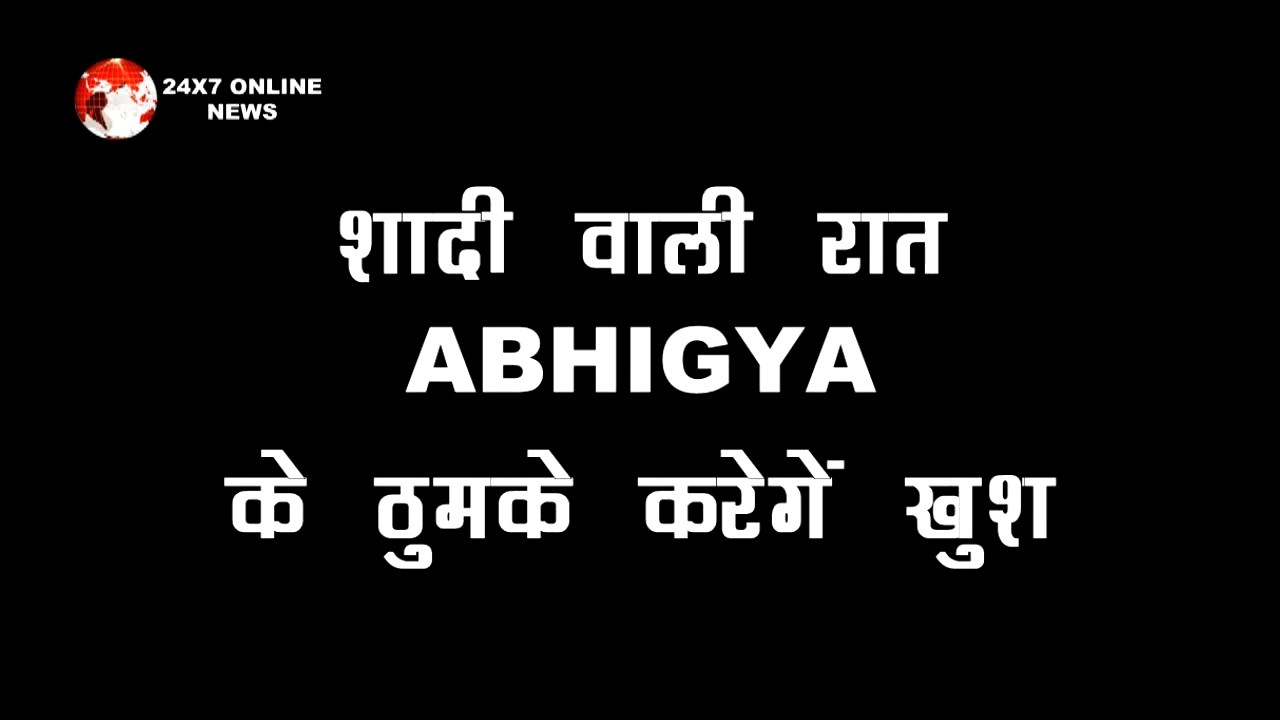 24X7 ONLINE
NEWS
शादी वाली रात
ABHIGYA
के ठुमके करेगें खुश